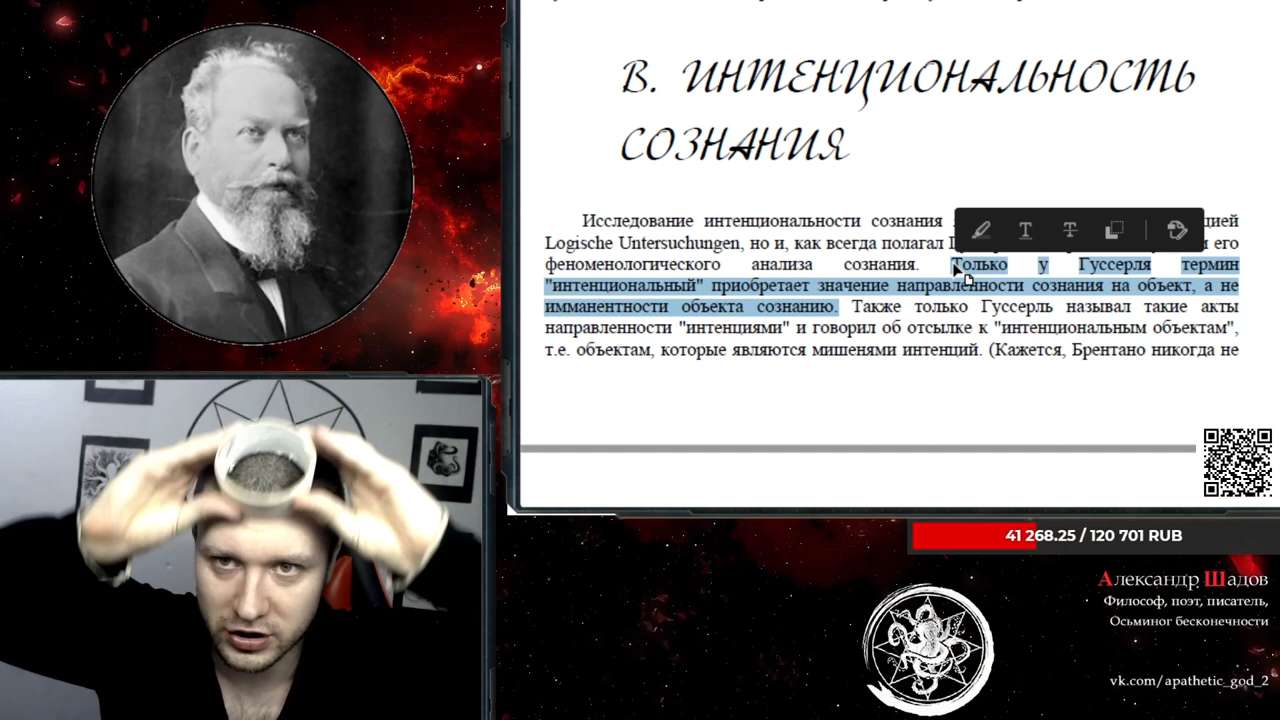 В. ИНТЕНЦИОНАЛЬНОСТЬ
СОЗНАНИЯ
Исследование интенциональности сознания цией
Logische Untersuchungen, но и, как всегда полагал и его
феноменологического анализа сознания. Только у Гуссерля термин
"интенциональный" приобретает значение направленности сознания на объект, а не
имманентности объекта сознанию. Также только Гуссерль называл такие акты
направленности "интенциями" и говорил об отсылке к "интенциональным объектам",
т.е. объектам, которые являются мишенями интенций. (Кажется, Брентано никогда не
41 268.25 / 120 701 RUB
Александр Шадов
Философ, поэт, писатель,
Осьминог бесконечности
vk.com/apathetic_god_2